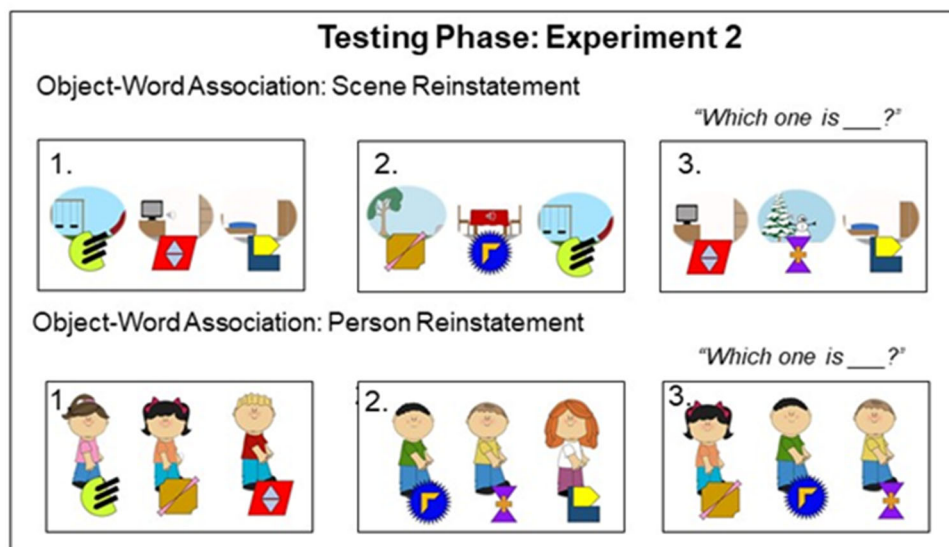 Testing Phase: Experiment 2
Object-Word Association: Scene Reinstatement
“Which one is ___?”
1.
2.
3.
Object-Word Association: Person Reinstatement
“Which one is ___?”
1.
2.
3.